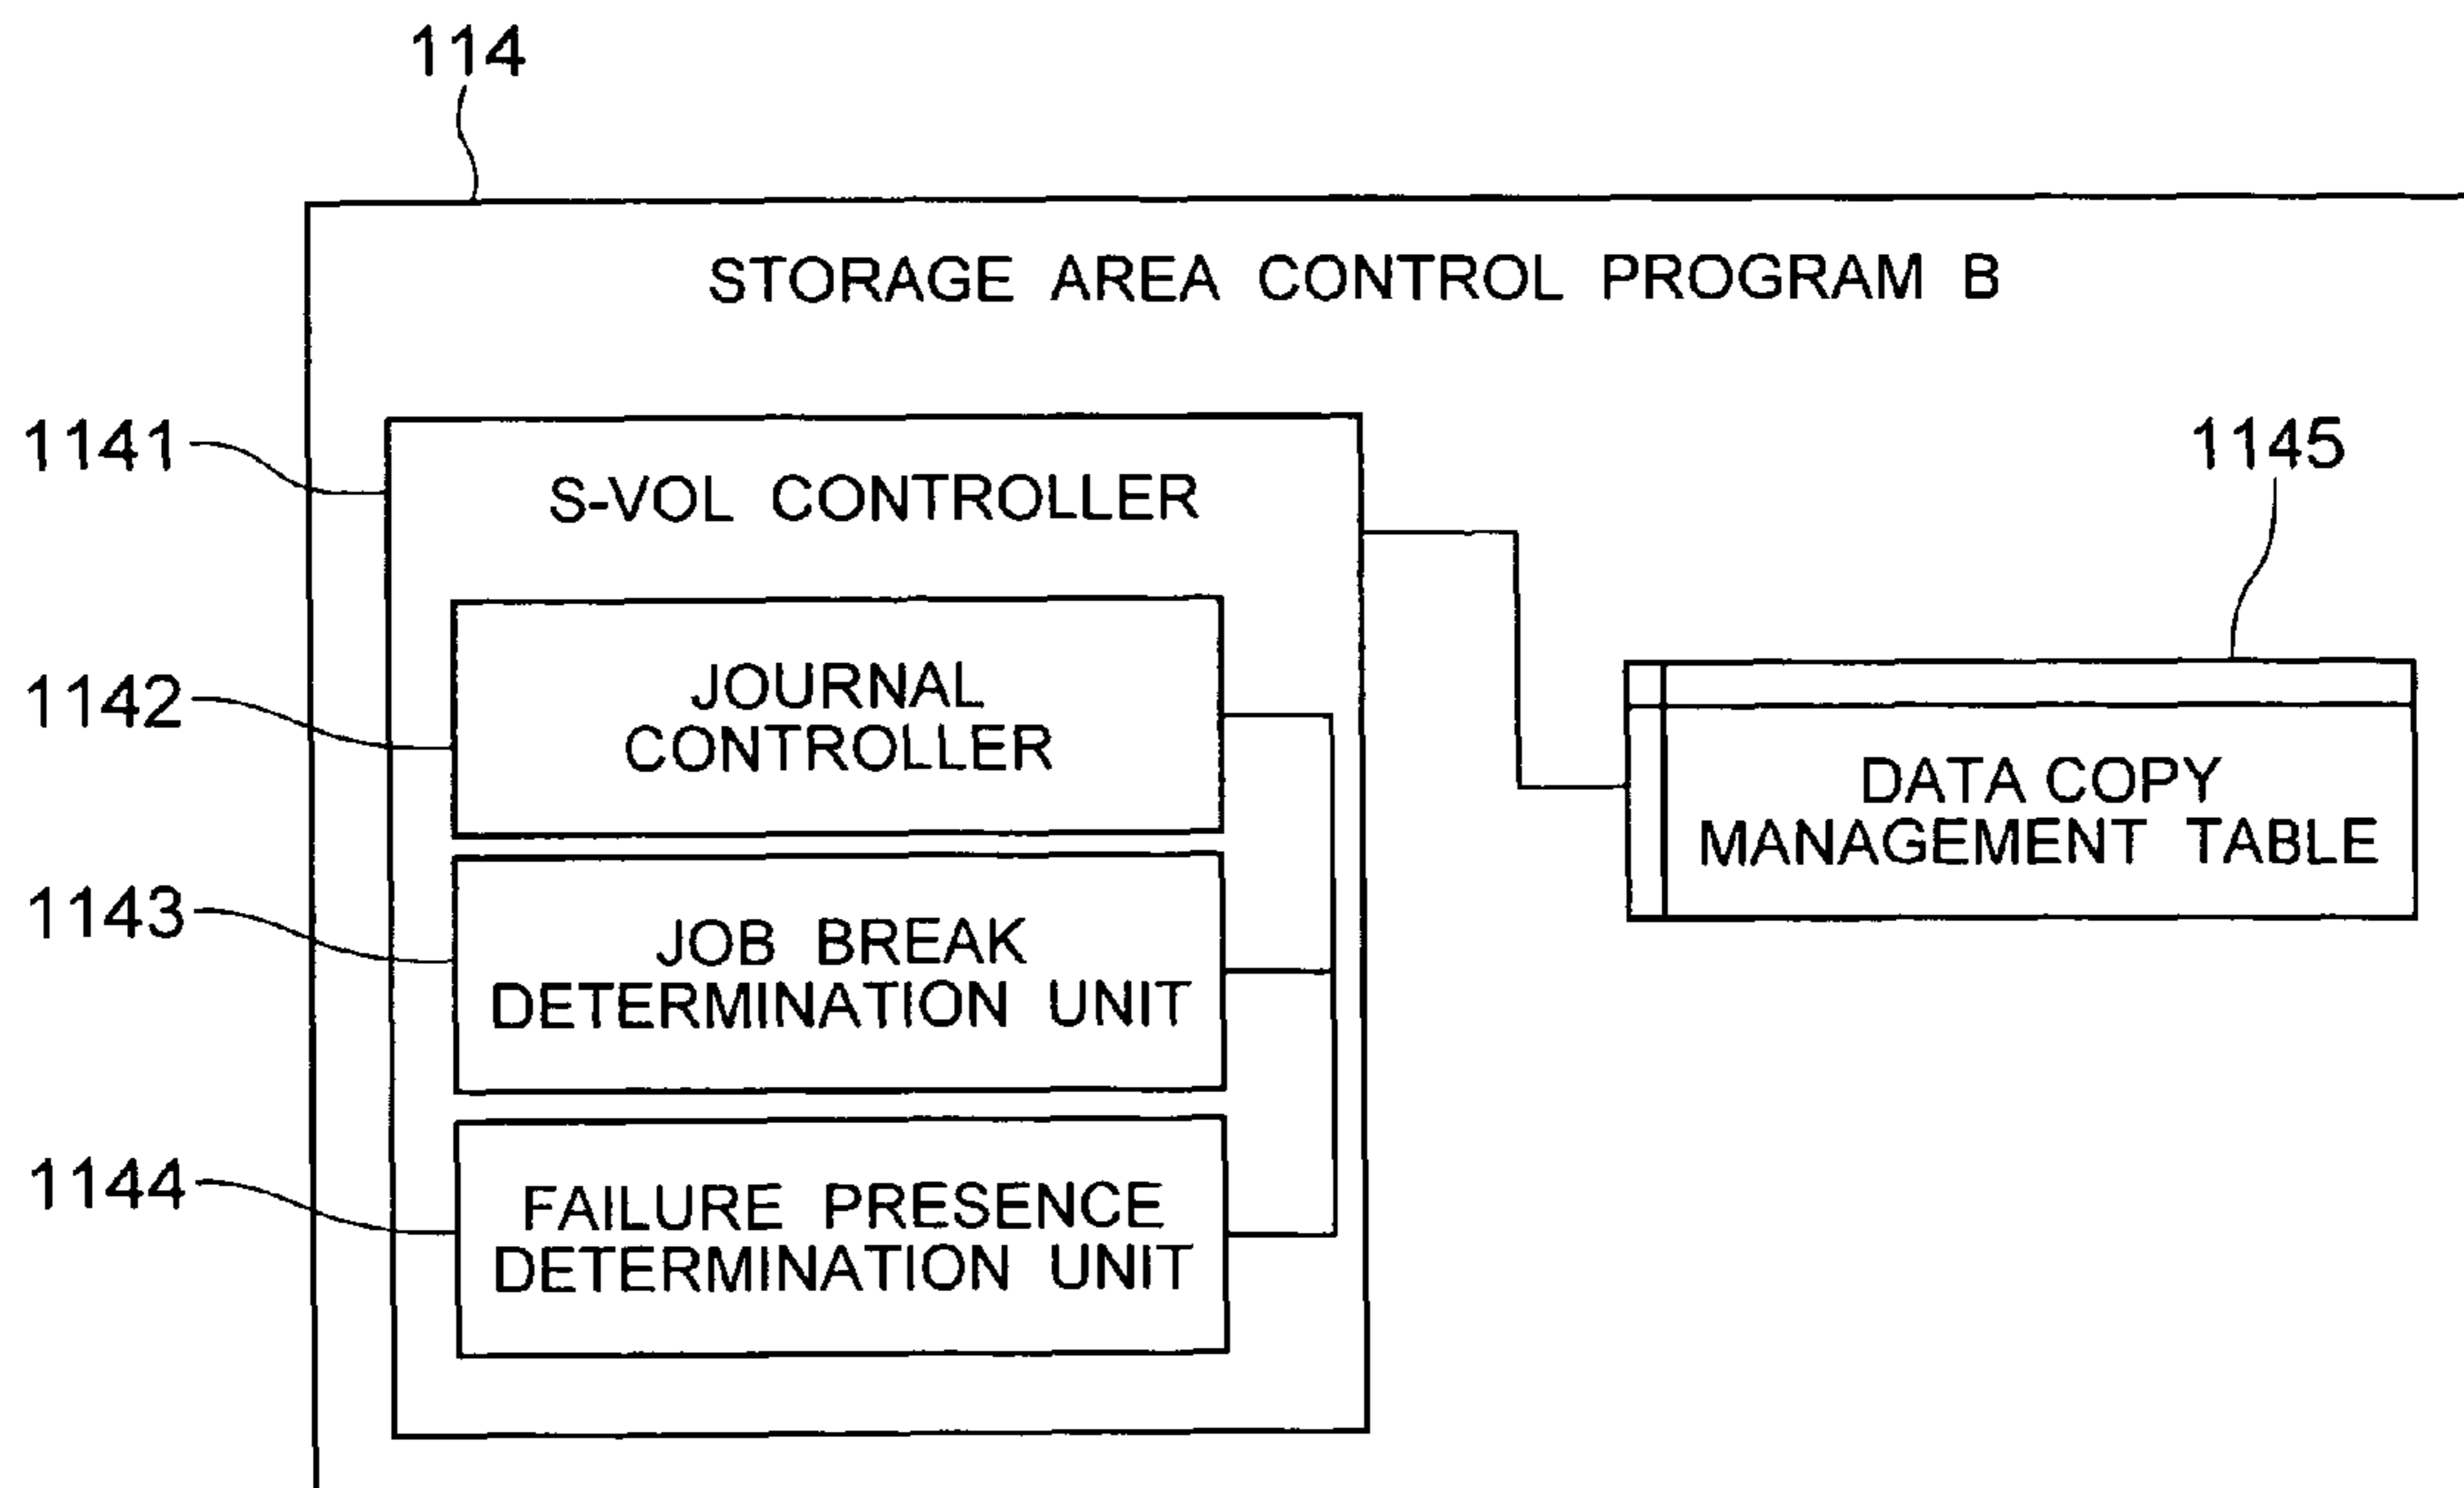 114
STORAGE AREA CONTROL PROGRAM B
1141
S-VOL CONTROLLER
1145
1142
JOURNAL
CONTROLLER
DATA COPY
MANAGEMENT TABLE
1143
JOB BREAK
DETERMINATION UNIT
1144
FAILURE PRESENCE
DETERMINATION UNIT